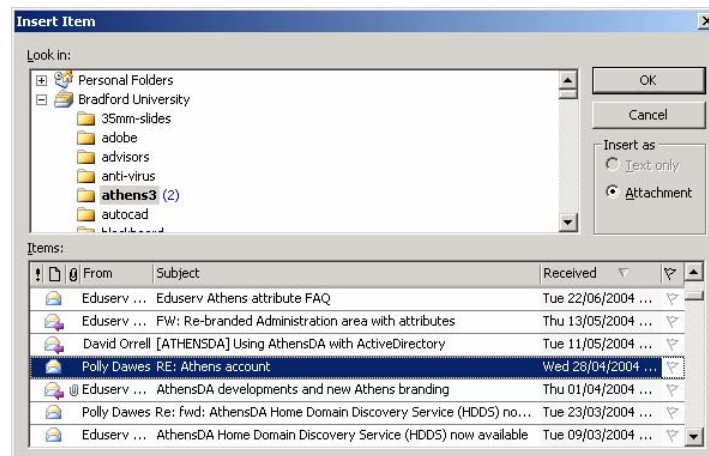 Insert Item
Look in:
Personal Folders
Bradford University
35mm-slides
adobe
advisors
anti-virus
athens3 (2)
autocad
OK
Cancel
Insert as
Text only
Attachment
Items:
! From Subject Received
Eduserv ... Eduserv Athens attribute FAQ Tue 22/06/2004 ...
Eduserv ... FW: Re-branded Administration area with attributes Thu 13/05/2004 ...
David Orrell [ATHENSDA] Using AthensDA with ActiveDirectory Tue 11/05/2004 ...
Polly Dawes RE: Athens account Wed 28/04/2004 ...
Eduserv ... AthensDA developments and new Athens branding Thu 01/04/2004 ...
Polly Dawes Re: fwd: AthensDA Home Domain Discovery Service (HDDS) no... Tue 23/03/2004 ...
Eduserv ... AthensDA Home Domain Discovery Service (HDDS) now available Tue 09/03/2004 ...